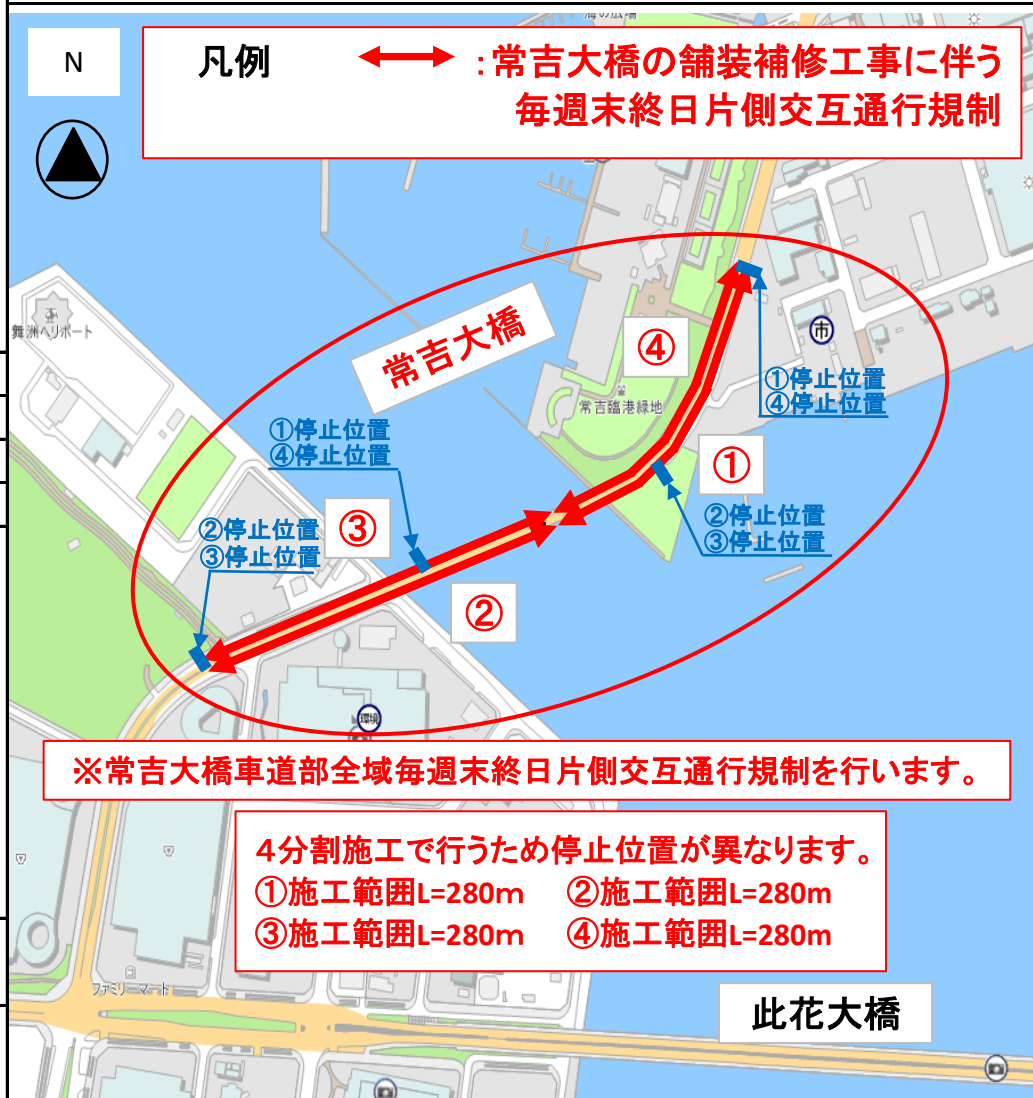 海の広場
N
凡例
:常吉大橋の舗装補修工事に伴う
毎週末終日片側交互通行規制
舞洲ヘリポート
常吉大橋
④
市
①停止位置
④停止位置
常吉臨港緑地
①停止位置
④停止位置
①
③
②停止位置
③停止位置
②停止位置
③停止位置
②
環境
※常吉大橋車道部全域毎週末終日片側交互通行規制を行います。
4分割施工で行うため停止位置が異なります。
①施工範囲L=280m ②施工範囲L=280m
③施工範囲L=280m ④施工範囲L=280m
ファミリーマート
此花大橋